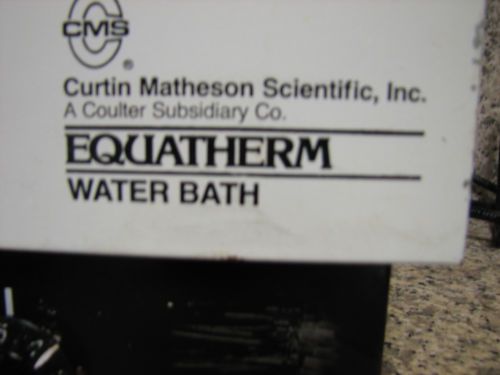 CMS
®
Curtin Matheson Scientific, Inc.
A Coulter Subsidiary Co.
EQUATHERM
WATER BATH